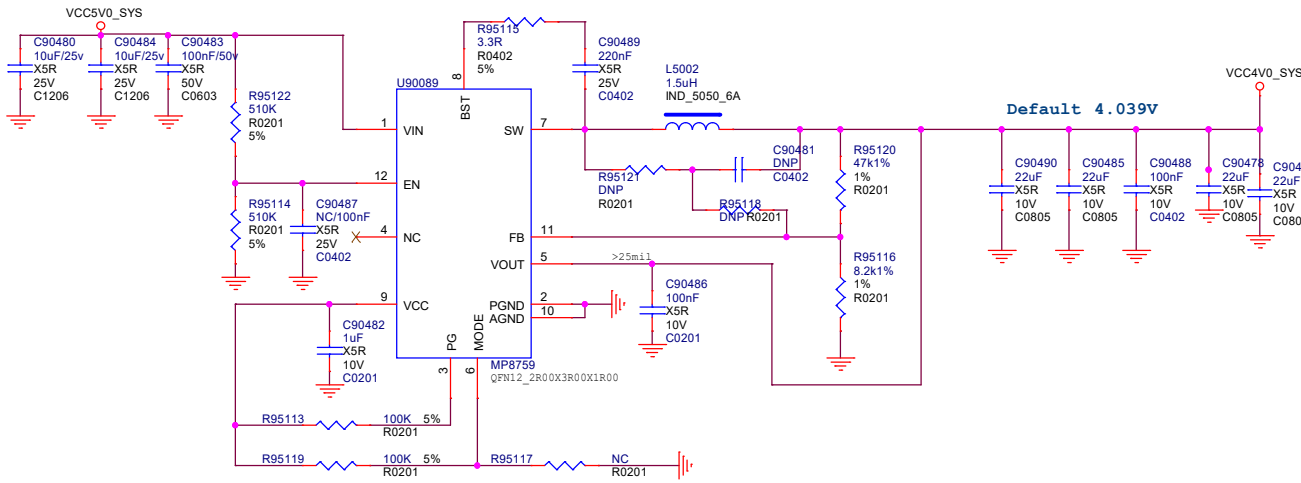 VCC5V0_SYS
C90480
10uF/25v
X5R
25V
C1206
C90484
10uF/25v
X5R
25V
C1206
C90483
100nF/50v
X5R
50V
C0603
R95122
510K
R0201
5%
R95114
510K
R0201
5%
C90487
NC/100nF
X5R
25V
C0402
U90089
1
VIN
12
EN
4
NC
9
VCC
8
BST
7
SW
11
FB
5
VOUT
2
PGND
10
AGND
3
PG
6
MODE
MP8759
QFN12_2R00X3R00X1R00
R95115
3.3R
R0402
5%
C90489
220nF
X5R
25V
C0402
L5002
1.5uH
IND_5050_6A
R95121
DNP
R0201
C90481
DNP
C0402
R95118
DNP
R0201
R95120
47k1%
1%
R0201
R95116
8.2k1%
1%
R0201
>25mil
C90486
100nF
X5R
10V
C0201
C90482
1uF
X5R
10V
C0201
R95113
100K
5%
R0201
R95119
100K
5%
R0201
R95117
NC
R0201
Default 4.039V
VCC4V0_SYS
C90490
22uF
X5R
10V
C0805
C90485
22uF
X5R
10V
C0805
C90488
100nF
X5R
10V
C0402
C90478
22uF
X5R
10V
C0805
22uF
X5R
10V